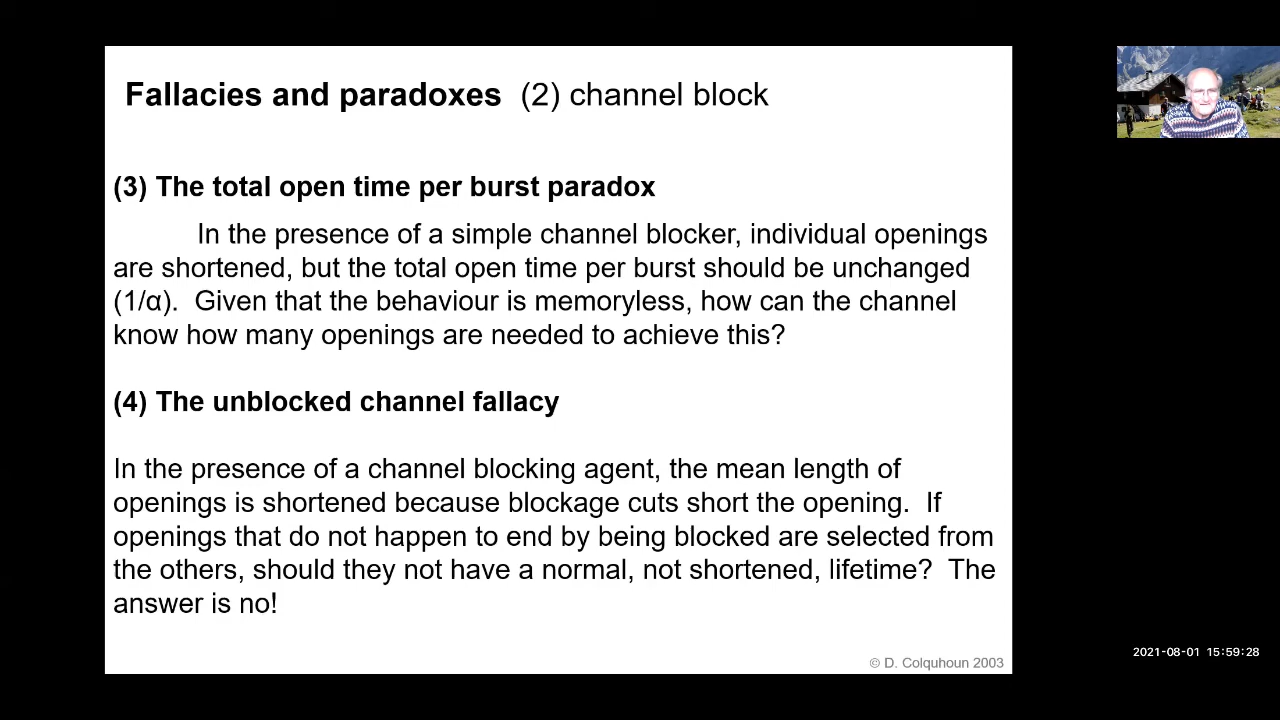 Fallacies and paradoxes (2) channel block
(3) The total open time per burst paradox
In the presence of a simple channel blocker, individual openings
are shortened, but the total open time per burst should be unchanged
(1/α). Given that the behaviour is memoryless, how can the channel
know how many openings are needed to achieve this?
(4) The unblocked channel fallacy
In the presence of a channel blocking agent, the mean length of
openings is shortened because blockage cuts short the opening. If
openings that do not happen to end by being blocked are selected from
the others, should they not have a normal, not shortened, lifetime? The
answer is no!
© D. Colquhoun 2003
2021-08-01 15:59:28